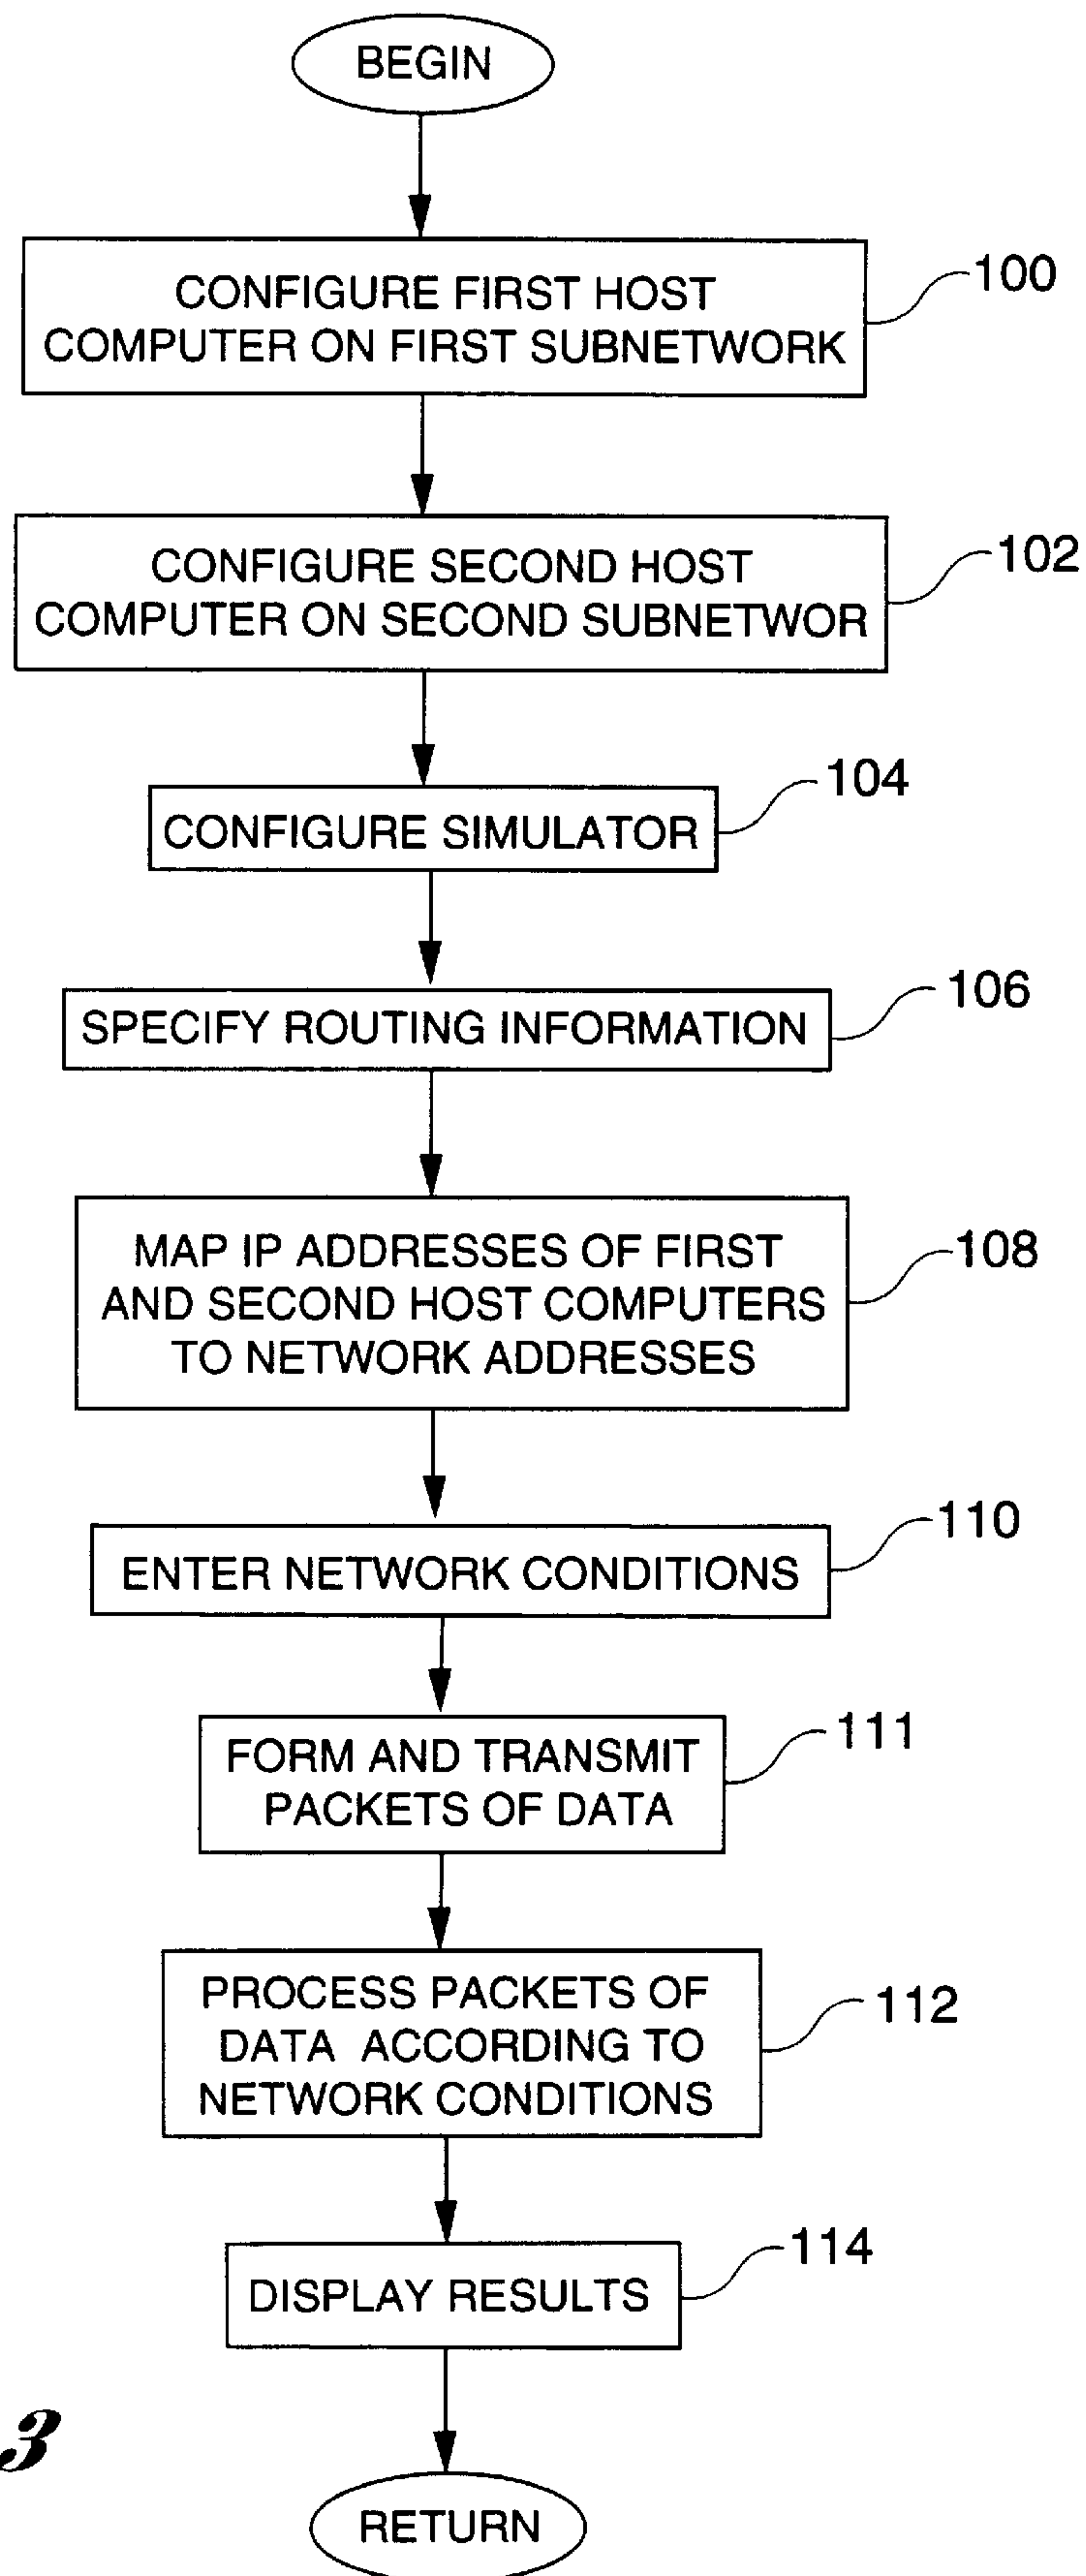 BEGIN
CONFIGURE FIRST HOST
COMPUTER ON FIRST SUBNETWORK
100
CONFIGURE SECOND HOST
COMPUTER ON SECOND SUBNETWOR
102
CONFIGURE SIMULATOR
104
SPECIFY ROUTING INFORMATION
106
MAP IP ADDRESSES OF FIRST
AND SECOND HOST COMPUTERS
TO NETWORK ADDRESSES
108
ENTER NETWORK CONDITIONS
110
FORM AND TRANSMIT
PACKETS OF DATA
111
PROCESS PACKETS OF
DATA ACCORDING TO
NETWORK CONDITIONS
112
DISPLAY RESULTS
114
3
RETURN